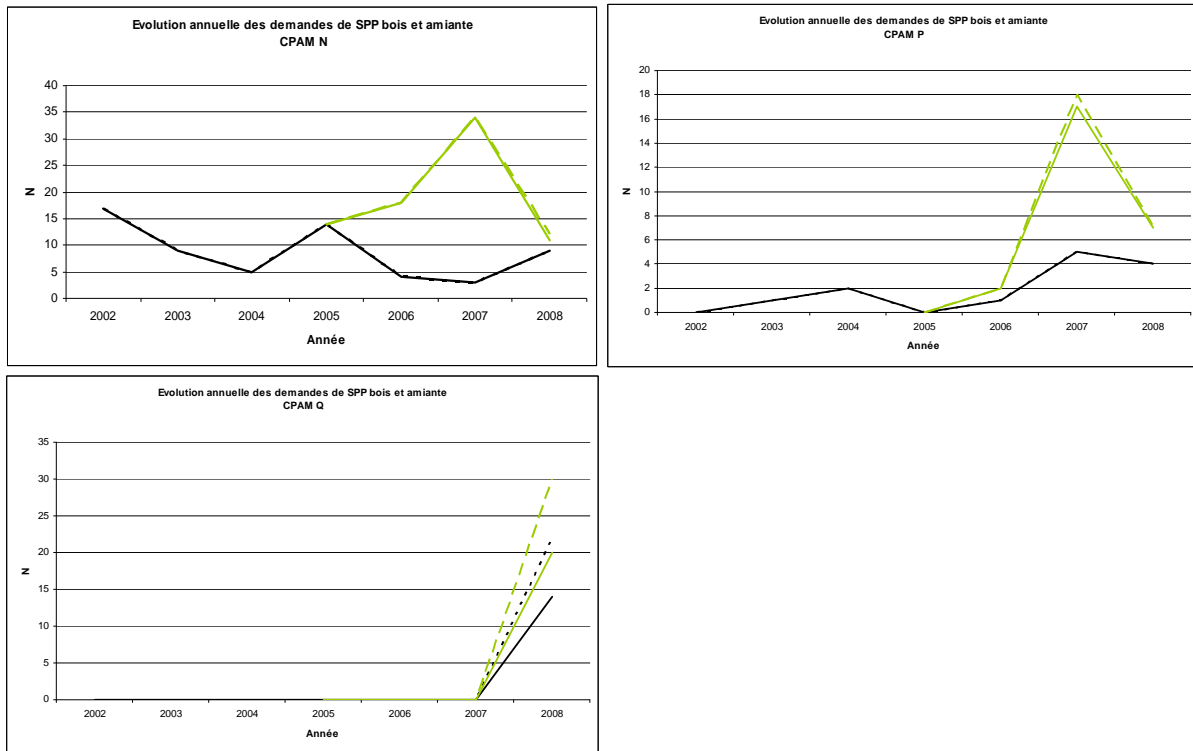 Evolution annuelle des demandes de SPP bois et amiante
CPAM N
40
35
30
25
20
15
10
5
0
N
2002 2003 2004 2005 2006 2007 2008
Année
Evolution annuelle des demandes de SPP bois et amiante
CPAM P
20
18
16
14
12
10
8
6
4
2
0
N
2002 2003 2004 2005 2006 2007 2008
Année
Evolution annuelle des demandes de SPP bois et amiante
CPAM Q
35
30
25
20
15
10
5
0
N
2002 2003 2004 2005 2006 2007 2008
Année